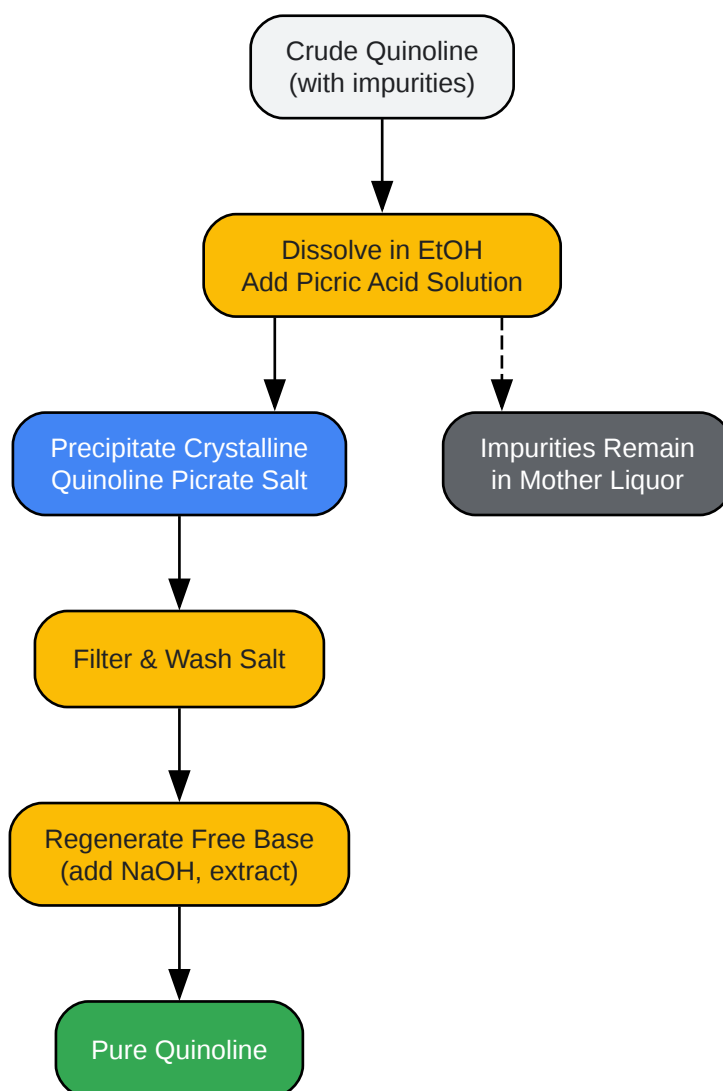 Crude Quinoline
(with impurities)
Dissolve in EtOH
Add Picric Acid Solution
Precipitate Crystalline
Quinoline Picrate Salt
Impurities Remain
in Mother Liquor
Filter & Wash Salt
Regenerate Free Base
(add NaOH, extract)
Pure Quinoline